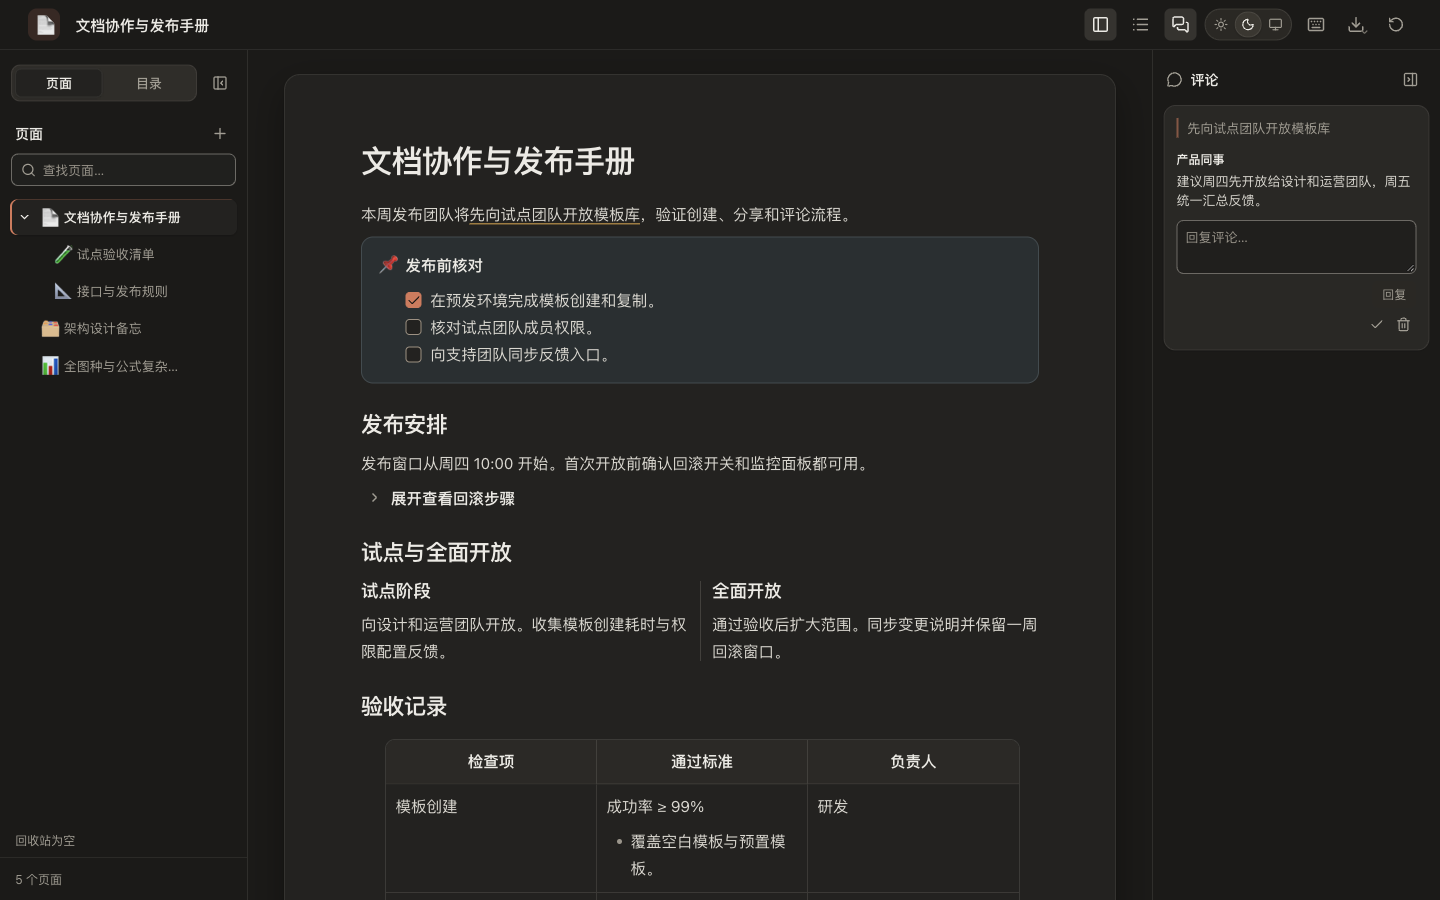 文档协作与发布手册
页面
目录
页面
查找页面...
文档协作与发布手册
试点验收清单
接口与发布规则
架构设计备忘
全图种与公式复杂...
回收站为空
5 个页面
文档协作与发布手册
本周发布团队将先向试点团队开放模板库，验证创建、分享和评论流程。
发布前核对
在预发环境完成模板创建和复制。
核对试点团队成员权限。
向支持团队同步反馈入口。
发布安排
发布窗口从周四 10:00 开始。首次开放前确认回滚开关和监控面板都可用。
展开查看回滚步骤
试点与全面开放
试点阶段
向设计和运营团队开放。收集模板创建耗时与权
限配置反馈。
全面开放
通过验收后扩大范围。同步变更说明并保留一周
回滚窗口。
验收记录
检查项
通过标准
负责人
模板创建
成功率 ≥ 99%
覆盖空白模板与预置模
板。
研发
评论
先向试点团队开放模板库
产品同事
建议周四先开放给设计和运营团队，周五
统一汇总反馈。
回复评论...
回复